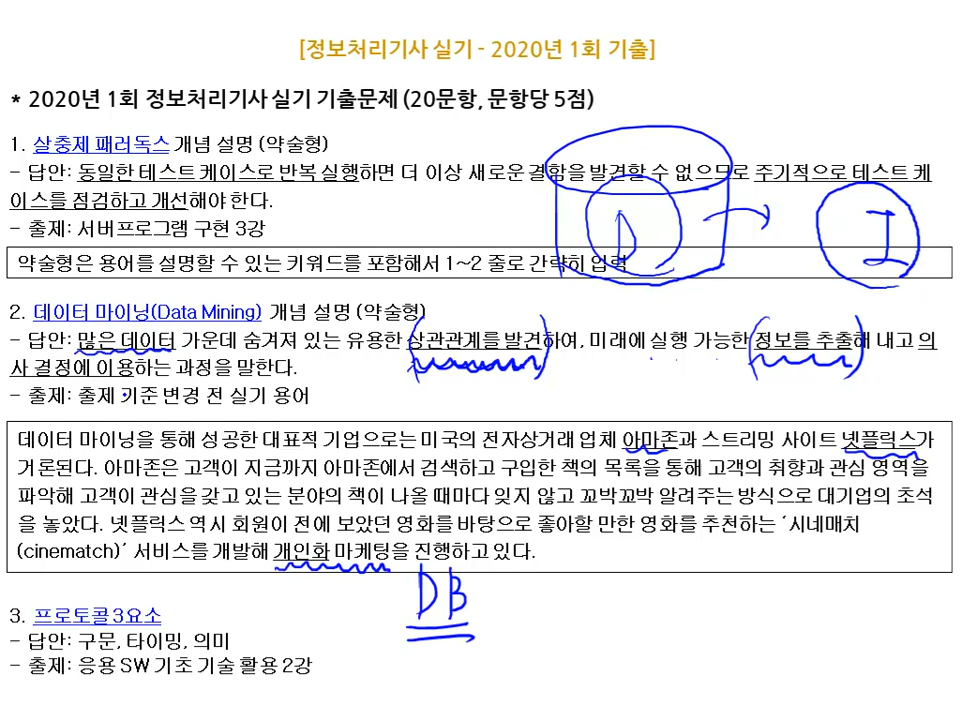 [정보처리기사 실기 - 2020년 1회 기출]
* 2020년 1회 정보처리기사 실기 기출문제 (20문항, 문항당 5점)
1. 살충제 패러독스 개념 설명 (약술형)
- 답안: 동일한 테스트 케이스로 반복 실행하면 더 이상 새로운 결함을 발견할 수 없으므로 주기적으로 테스트 케
이스를 점검하고 개선해야 한다.
- 출제: 서버프로그램 구현 3강
D
I
약술형은 용어를 설명할 수 있는 키워드를 포함해서 1~2 줄로 간략히 입력
2. 데이터 마이닝(Data Mining) 개념 설명 (약술형)
- 답안: 많은 데이터 가운데 숨겨져 있는 유용한 상관관계를 발견하여, 미래에 실행 가능한 정보를 추출해 내고 의
사 결정에 이용하는 과정을 말한다.
- 출제: 출제 기준 변경 전 실기 용어
데이터 마이닝을 통해 성공한 대표적 기업으로는 미국의 전자상거래 업체 아마존과 스트리밍 사이트 넷플릭스가
거론된다. 아마존은 고객이 지금까지 아마존에서 검색하고 구입한 책의 목록을 통해 고객의 취향과 관심 영역을
파악해 고객이 관심을 갖고 있는 분야의 책이 나올 때마다 잊지 않고 꼬박꼬박 알려주는 방식으로 대기업의 초석
을 놓았다. 넷플릭스 역시 회원이 전에 보았던 영화를 바탕으로 좋아할 만한 영화를 추천하는 '시네매치
(cinematch)' 서비스를 개발해 개인화 마케팅을 진행하고 있다.
DB
3. 프로토콜 3요소
- 답안: 구문, 타이밍, 의미
- 출제: 응용 SW 기초 기술 활용 2강